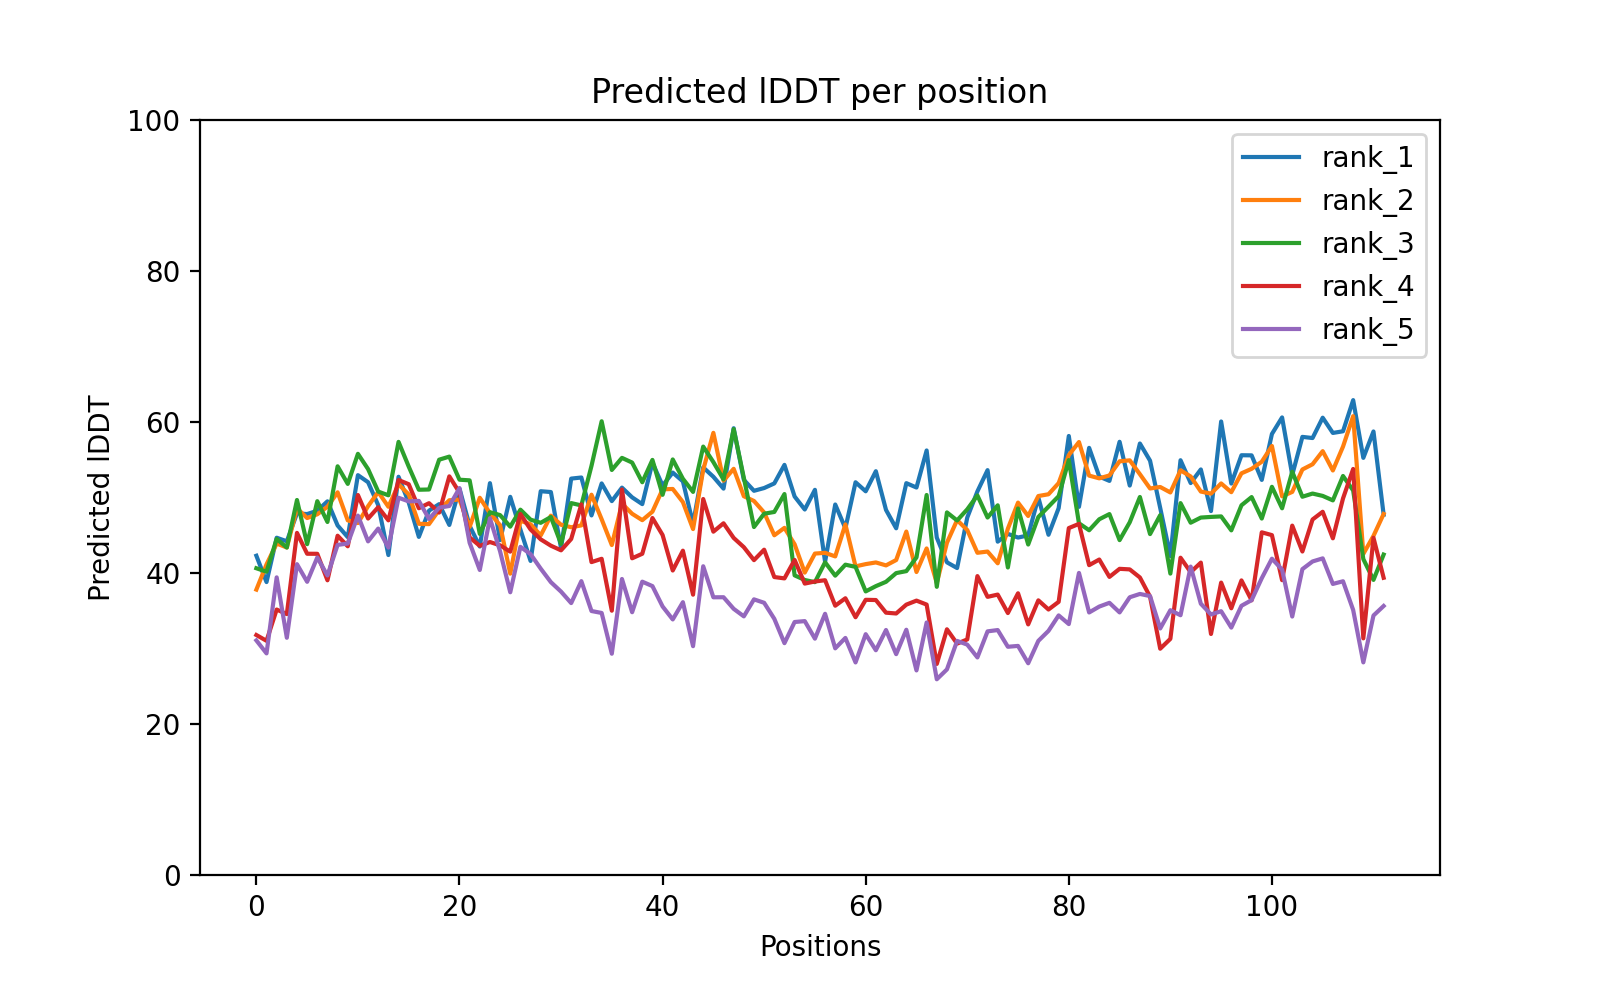 Predicted lDDT per position
100
80
60
40
20
0
Predicted lDDT
rank_1
rank_2
rank_3
rank_4
rank_5
0 20 40 60 80 100
Positions